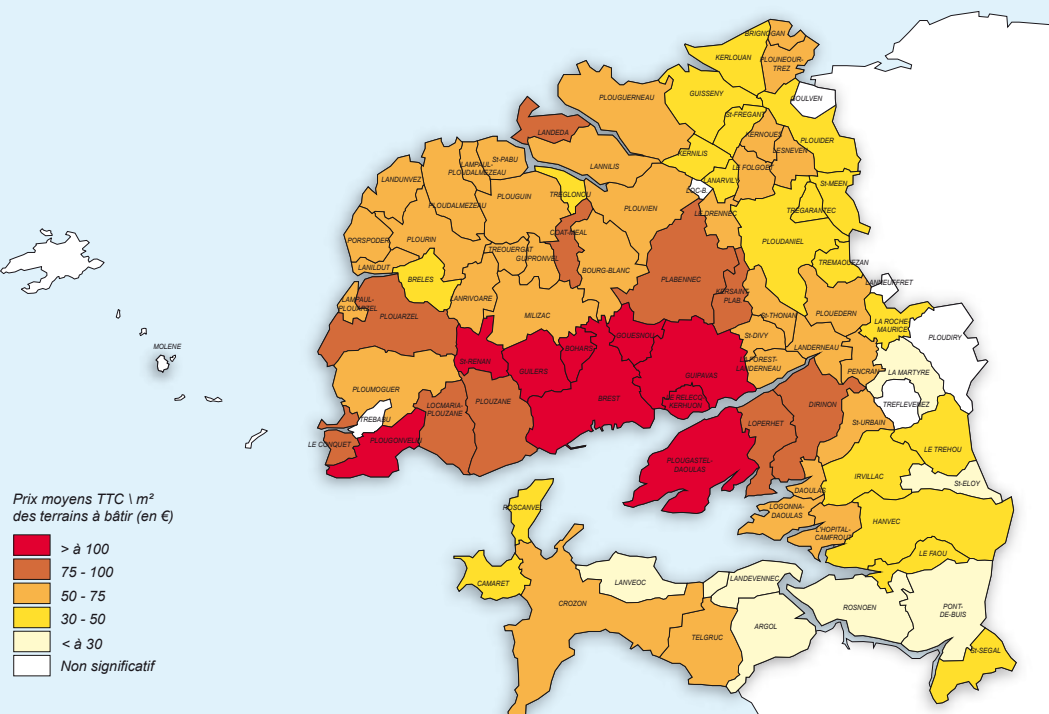 BRIGNOGAN
KERLOUAN
PLOUNEOUR-
TREZ
PLOUGUERNEAU
GUISSENY
GOULVEN
St-FREGANT
LANDEDA
KERNOUES
PLOUIDER
LESNEVEN
KERNILIS
St-PABU
LAMPAUL-
PLOUDALMEZEAU
LANNILIS
LE FOLGOET
LANARVILY
LANDUNVEZ
St-MEEN
LOC-B.
PLOUGUIN
TREGLONOU
PLOUDALMEZEAU
PLOUVIEN
LE DRENNEC
TREGARANTEC
COAT-MEAL
PORSPODER
PLOURIN
PLOUDANIEL
TREOUERGAT
GUIPRONVEL
TREMAOUEZAN
LANILDUT
BOURG-BLANC
BRELES
PLABENNEC
LANNEUFFRET
KERSAINT-
PLAB.
LANRIVOARE
LAMPAUL-
PLOUARZEL
PLOUARZEL
MILIZAC
St-THONAN
PLOUEDERN
LA ROCHE-
MAURICE
St-DIVY
GOUESNOU
PLOUDIRY
MOLENE
BOHARS
LANDERNEAU
St-RENAN
GUILERS
LA FOREST-
LANDERNEAU
GUIPAVAS
PENCRAN
LA MARTYRE
PLOUMOGUER
BREST
LE RELECQ-
KERHUON
PLOUZANE
LOCMARIA-
PLOUZANE
DIRINON
TREFLEVENEZ
TREBABU
LOPERHET
St-URBAIN
LE CONQUET
PLOUGONVELIN
LE TREHOU
PLOUGASTEL-
DAOULAS
IRVILLAC
St-ELOY
DAOULAS
Prix moyens TTC \ m²
des terrains à bâtir (en €)
ROSCANVEL
LOGONNA-
DAOULAS
HANVEC
L'HOPITAL-
CAMFROUT
> à 100
LE FAOU
75 - 100
CAMARET
LANVEOC
LANDEVENNEC
50 - 75
CROZON
ROSNOEN
PONT-
DE-BUIS
30 - 50
ARGOL
TELGRUC
< à 30
St-SEGAL
Non significatif